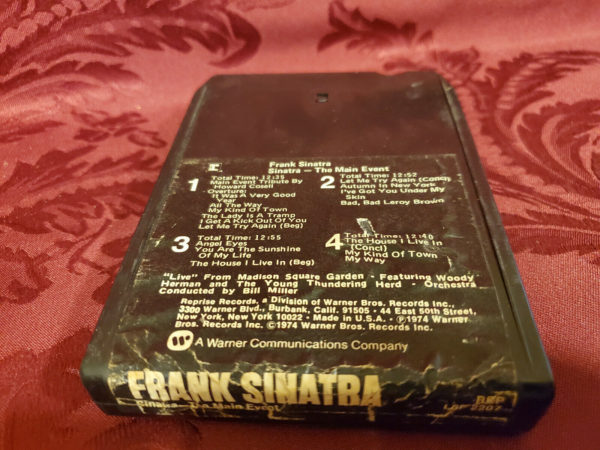 Frank Sinatra
Sinatra — The Main Event
1
Total Time: 12:35
Main Event Tribute By
Howard Cosell
Overture:
It Was A Very Good
Year
All The Way
My Kind Of Town
The Lady Is A Tramp
I Get A Kick Out Of You
Let Me Try Again (Beg)
2
Total Time: 12:52
Let Me Try Again (Concl)
Autumn In New York
I've Got You Under My
Skin
Bad, Bad Leroy Brown
3
Total Time: 12:55
Angel Eyes
You Are The Sunshine
Of My Life
The House I Live In (Beg)
4
Total Time: 12:40
The House I Live In
(Concl)
My Kind Of Town
My Way
"Live" From Madison Square Garden - Featuring Woody
Herman and The Young Thundering Herd - Orchestra
Conducted by Bill Miller
Reprise Records, a Division of Warner Bros. Records Inc.,
3300 Warner Blvd., Burbank, Calif. 91505 · 44 East 50th Street,
New York, New York 10022 · Made in U.S.A. · ℗1974 Warner
Bros. Records Inc. ©1974 Warner Bros. Records Inc.
A Warner Communications Company
FRANK SINATRA
Sinatra—The Main Event
REP
2207